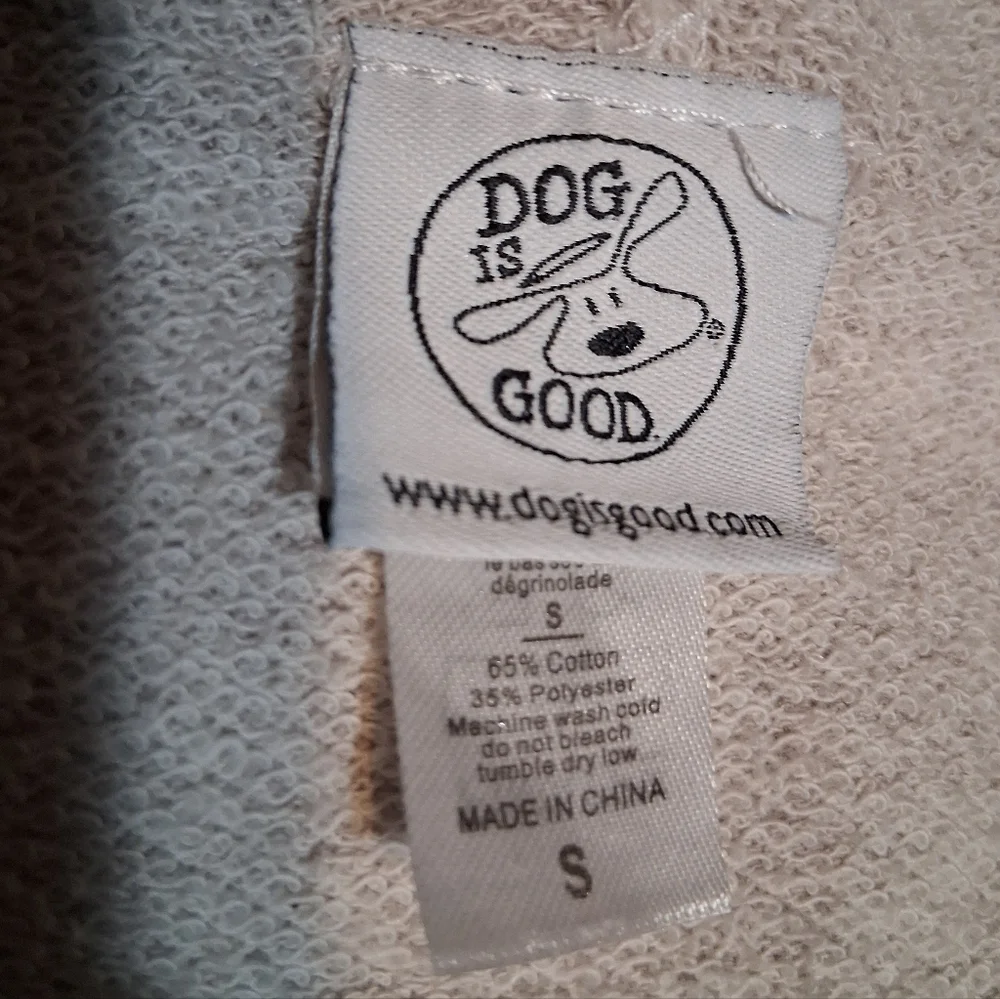 DOG
IS
GOOD
www.dogisgood.com
dégrinolade
S
65% Cotton
35% Polyester
Machine wash cold
do not bleach
tumble dry low
MADE IN CHINA
S